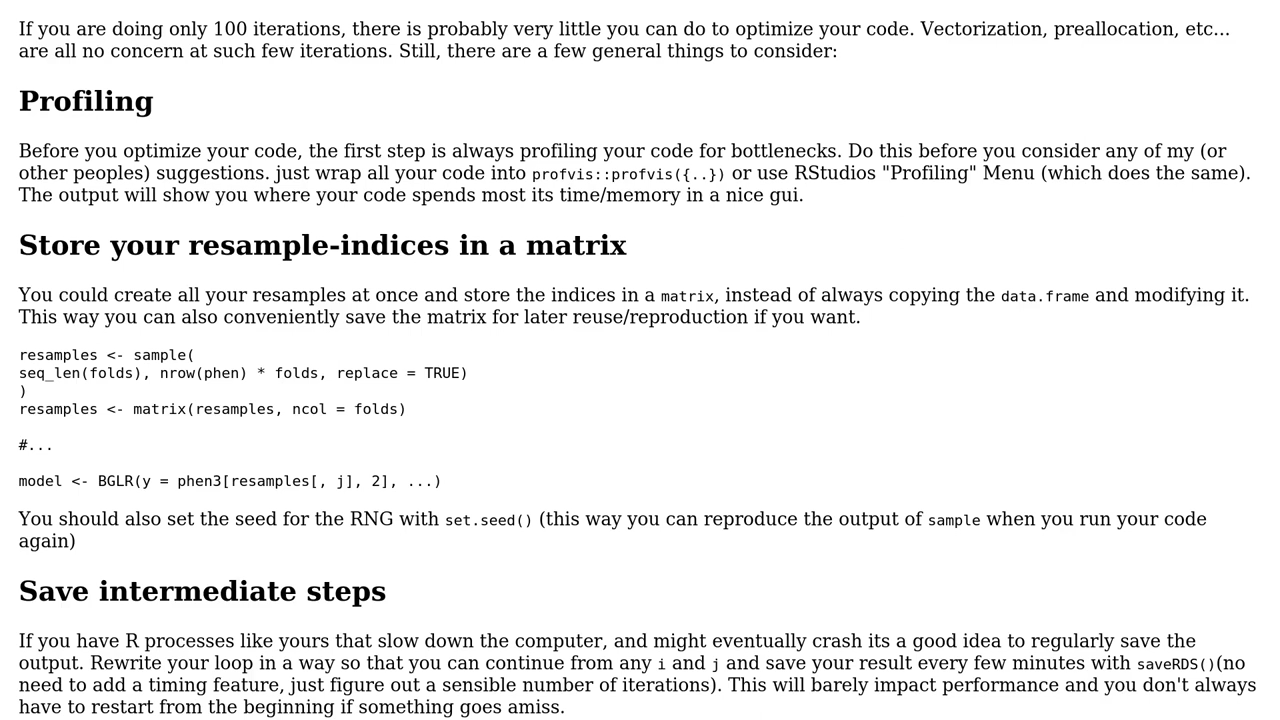 If you are doing only 100 iterations, there is probably very little you can do to optimize your code. Vectorization, preallocation, etc...
are all no concern at such few iterations. Still, there are a few general things to consider:
Profiling
Before you optimize your code, the first step is always profiling your code for bottlenecks. Do this before you consider any of my (or
other peoples) suggestions. just wrap all your code into profvis::profvis({..}) or use RStudios "Profiling" Menu (which does the same).
The output will show you where your code spends most its time/memory in a nice gui.
Store your resample-indices in a matrix
You could create all your resamples at once and store the indices in a matrix, instead of always copying the data.frame and modifying it.
This way you can also conveniently save the matrix for later reuse/reproduction if you want.
resamples <- sample(
seq_len(folds), nrow(phen) * folds, replace = TRUE)
)
resamples <- matrix(resamples, ncol = folds)
#...
model <- BGLR(y = phen3[resamples[, j], 2], ...)
You should also set the seed for the RNG with set.seed() (this way you can reproduce the output of sample when you run your code
again)
Save intermediate steps
If you have R processes like yours that slow down the computer, and might eventually crash its a good idea to regularly save the
output. Rewrite your loop in a way so that you can continue from any i and j and save your result every few minutes with saveRDS()(no
need to add a timing feature, just figure out a sensible number of iterations). This will barely impact performance and you don't always
have to restart from the beginning if something goes amiss.